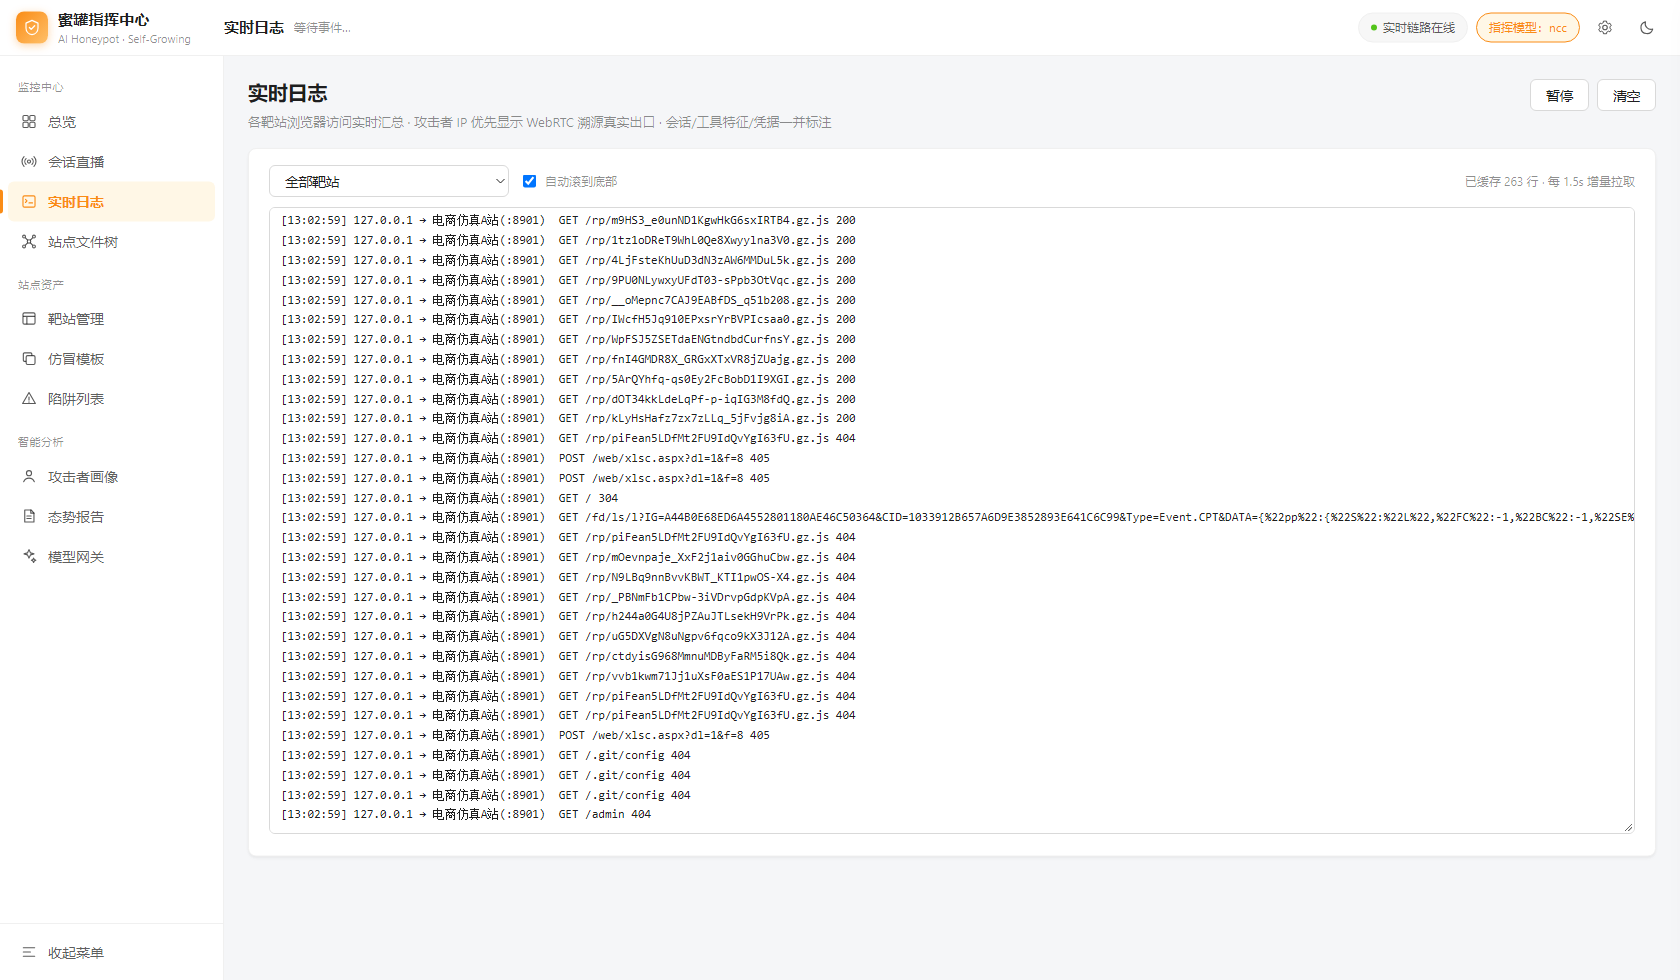 蜜罐指挥中心
AI Honeypot · Self-Growing
实时日志 等待事件...
实时链路在线
指挥模型：ncc
监控中心
总览
会话直播
实时日志
站点文件树
站点资产
靶站管理
仿冒模板
陷阱列表
智能分析
攻击者画像
态势报告
模型网关
收起菜单
实时日志
各靶站浏览器访问实时汇总 · 攻击者 IP 优先显示 WebRTC 溯源真实出口 · 会话/工具特征/凭据一并标注
暂停
清空
全部靶站
自动滚到底部
已缓存 263 行 · 每 1.5s 增量拉取
[13:02:59] 127.0.0.1 → 电商仿真A站(:8901) GET /rp/m9HS3_e0unND1KgwHkG6sxIRTB4.gz.js 200
[13:02:59] 127.0.0.1 → 电商仿真A站(:8901) GET /rp/1tz1oDReT9WhL0Qe8Xwyylna3V0.gz.js 200
[13:02:59] 127.0.0.1 → 电商仿真A站(:8901) GET /rp/4LjFsteKhUuD3dN3zAW6MMDuL5k.gz.js 200
[13:02:59] 127.0.0.1 → 电商仿真A站(:8901) GET /rp/9PU0NLywxyUFdT03-sPpb3OtVqc.gz.js 200
[13:02:59] 127.0.0.1 → 电商仿真A站(:8901) GET /rp/__oMepnc7CAJ9EABfDS_q51b208.gz.js 200
[13:02:59] 127.0.0.1 → 电商仿真A站(:8901) GET /rp/IWcfH5Jq910EPxsrYrBVPIcsaa0.gz.js 200
[13:02:59] 127.0.0.1 → 电商仿真A站(:8901) GET /rp/WpFSJ5ZSETdaENGtndbdCurfnsY.gz.js 200
[13:02:59] 127.0.0.1 → 电商仿真A站(:8901) GET /rp/fnI4GMDR8X_GRGxXTxVR8jZUajg.gz.js 200
[13:02:59] 127.0.0.1 → 电商仿真A站(:8901) GET /rp/5ArQYhfq-qs0Ey2FcBobD1I9XGI.gz.js 200
[13:02:59] 127.0.0.1 → 电商仿真A站(:8901) GET /rp/dOT34kkLdeLqPf-p-iqIG3M8fdQ.gz.js 200
[13:02:59] 127.0.0.1 → 电商仿真A站(:8901) GET /rp/kLyHsHafz7zx7zLLq_5jFvjg8iA.gz.js 200
[13:02:59] 127.0.0.1 → 电商仿真A站(:8901) GET /rp/piFean5LDfMt2FU9IdQvYgI63fU.gz.js 404
[13:02:59] 127.0.0.1 → 电商仿真A站(:8901) POST /web/xlsc.aspx?dl=1&f=8 405
[13:02:59] 127.0.0.1 → 电商仿真A站(:8901) POST /web/xlsc.aspx?dl=1&f=8 405
[13:02:59] 127.0.0.1 → 电商仿真A站(:8901) GET / 304
[13:02:59] 127.0.0.1 → 电商仿真A站(:8901) GET /fd/ls/l?IG=A44B0E68ED6A4552801180AE46C50364&CID=1033912B657A6D9E3852893E641C6C99&Type=Event.CPT&DATA={%22pp%22:{%22S%22:%22L%22,%22FC%22:-1,%22BC%22:-1,%22SE%
[13:02:59] 127.0.0.1 → 电商仿真A站(:8901) GET /rp/piFean5LDfMt2FU9IdQvYgI63fU.gz.js 404
[13:02:59] 127.0.0.1 → 电商仿真A站(:8901) GET /rp/mOevnpaje_XxF2j1aiv0GGhuCbw.gz.js 404
[13:02:59] 127.0.0.1 → 电商仿真A站(:8901) GET /rp/N9LBq9nnBvvKBWT_KTI1pwOS-X4.gz.js 404
[13:02:59] 127.0.0.1 → 电商仿真A站(:8901) GET /rp/_PBNmFb1CPbw-3iVDrvpGdpKVpA.gz.js 404
[13:02:59] 127.0.0.1 → 电商仿真A站(:8901) GET /rp/h244a0G4U8jPZAuJTLsekH9VrPk.gz.js 404
[13:02:59] 127.0.0.1 → 电商仿真A站(:8901) GET /rp/uG5DXVgN8uNgpv6fqco9kX3J12A.gz.js 404
[13:02:59] 127.0.0.1 → 电商仿真A站(:8901) GET /rp/ctdyisG968MmnuMDByFaRM5i8Qk.gz.js 404
[13:02:59] 127.0.0.1 → 电商仿真A站(:8901) GET /rp/vvb1kwm71Jj1uXsF0aES1P17UAw.gz.js 404
[13:02:59] 127.0.0.1 → 电商仿真A站(:8901) GET /rp/piFean5LDfMt2FU9IdQvYgI63fU.gz.js 404
[13:02:59] 127.0.0.1 → 电商仿真A站(:8901) GET /rp/piFean5LDfMt2FU9IdQvYgI63fU.gz.js 404
[13:02:59] 127.0.0.1 → 电商仿真A站(:8901) POST /web/xlsc.aspx?dl=1&f=8 405
[13:02:59] 127.0.0.1 → 电商仿真A站(:8901) GET /.git/config 404
[13:02:59] 127.0.0.1 → 电商仿真A站(:8901) GET /.git/config 404
[13:02:59] 127.0.0.1 → 电商仿真A站(:8901) GET /.git/config 404
[13:02:59] 127.0.0.1 → 电商仿真A站(:8901) GET /admin 404